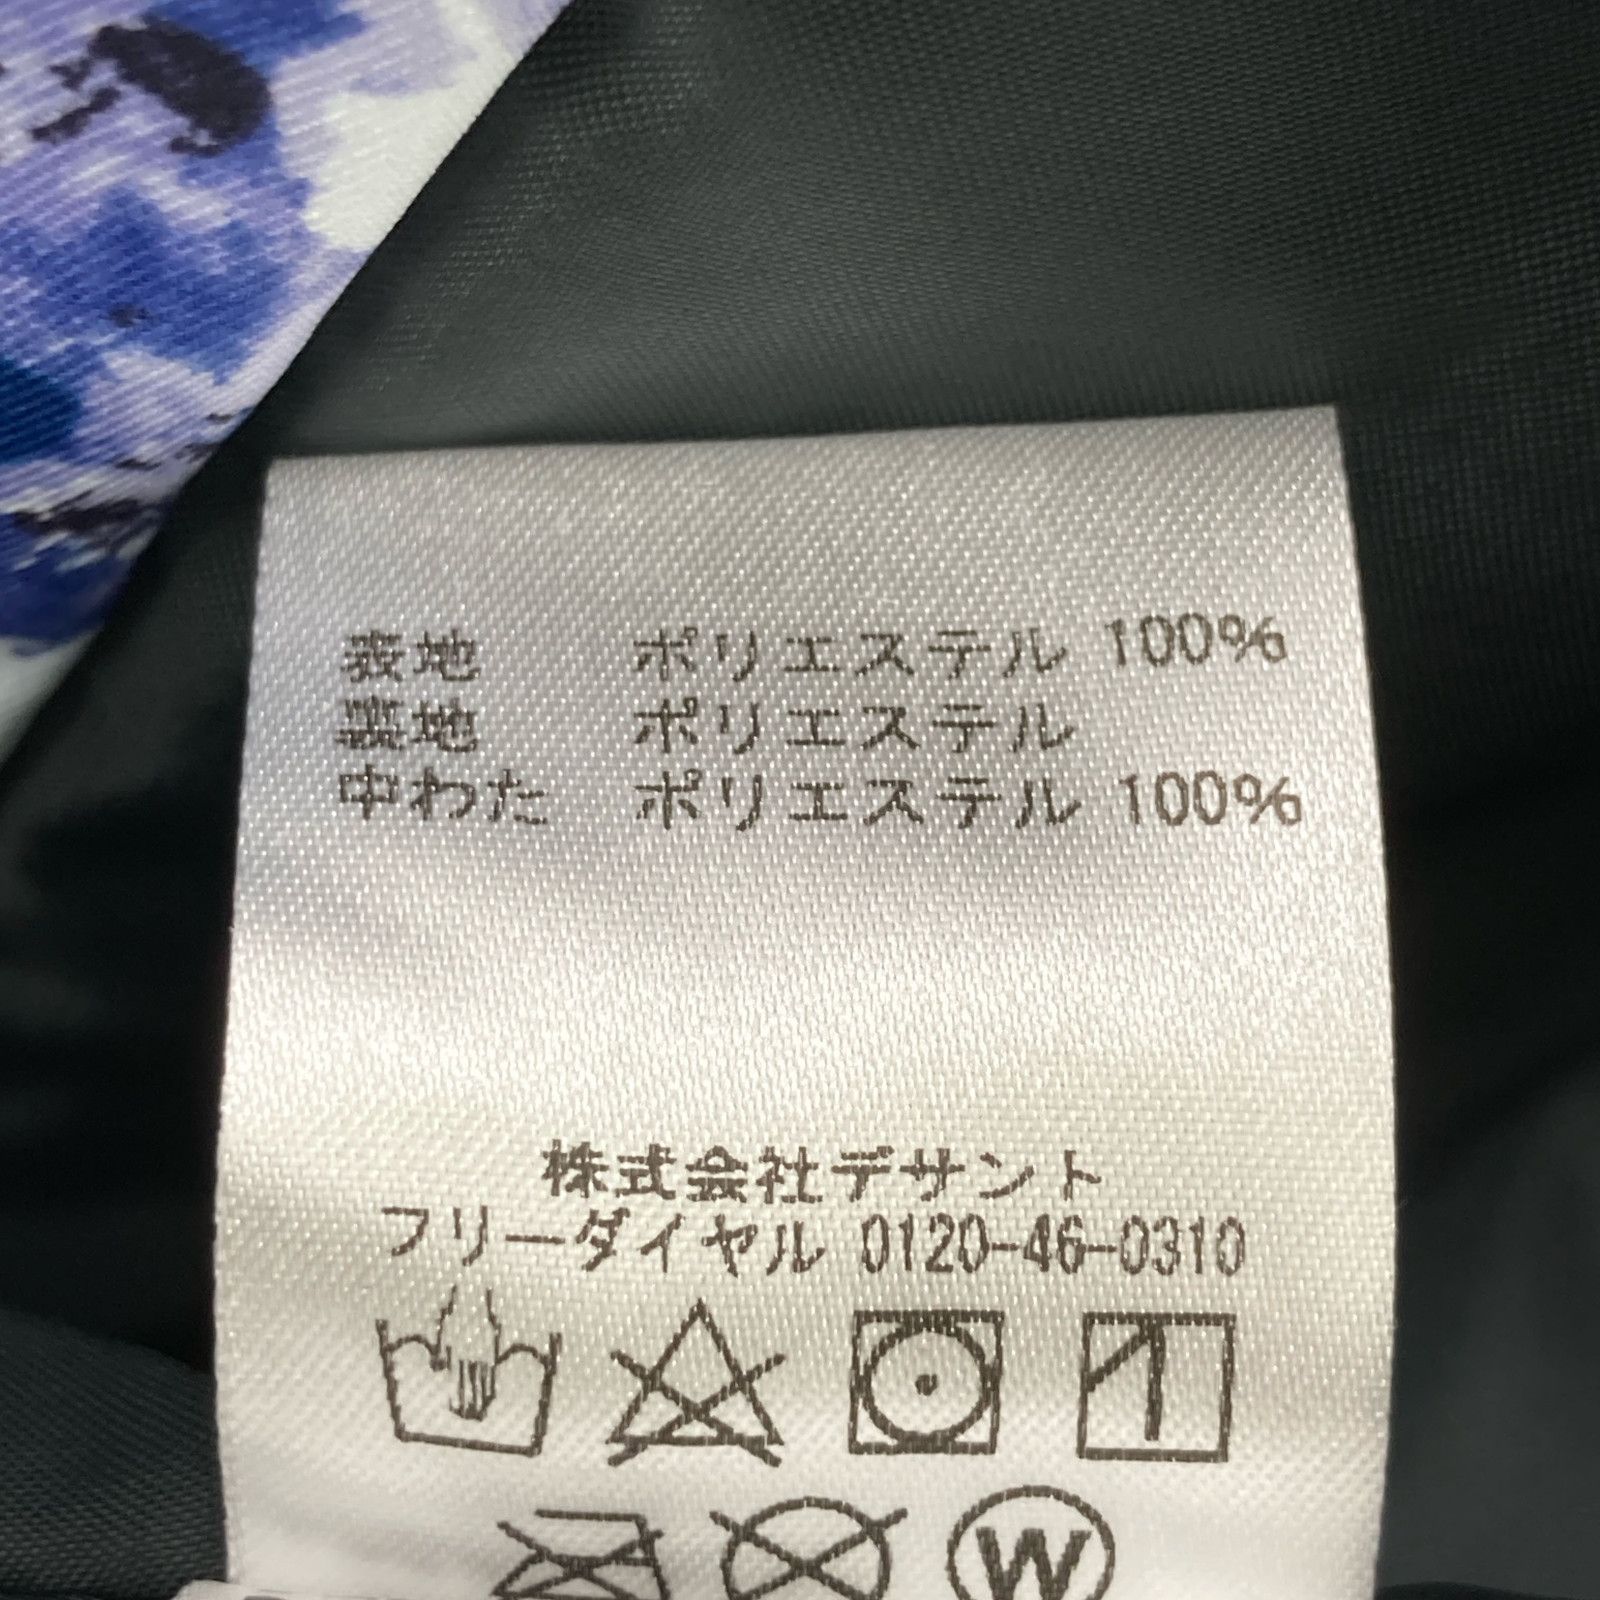 表地 ポリエステル 100%
裏地 ポリエステル
中わた ポリエステル 100%
株式会社デサント
フリーダイヤル 0120-46-0310
W